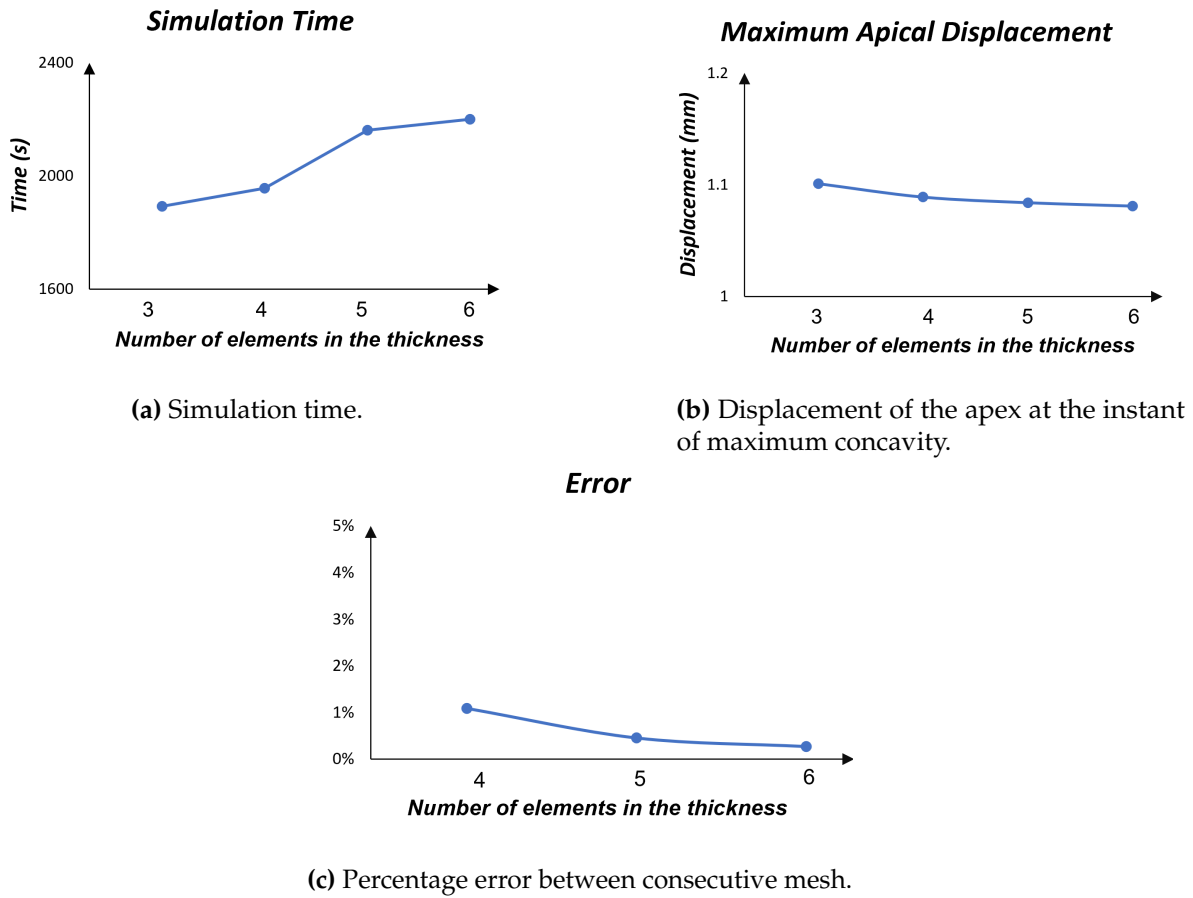 Simulation Time
2400
2000
1600
Time (s)
3 4 5 6
Number of elements in the thickness
(a) Simulation time.
Maximum Apical Displacement
1.2
1.1
1
Displacement (mm)
3 4 5 6
Number of elements in the thickness
(b) Displacement of the apex at the instant
of maximum concavity.
Error
5%
4%
3%
2%
1%
0%
4 5 6
Number of elements in the thickness
(c) Percentage error between consecutive mesh.